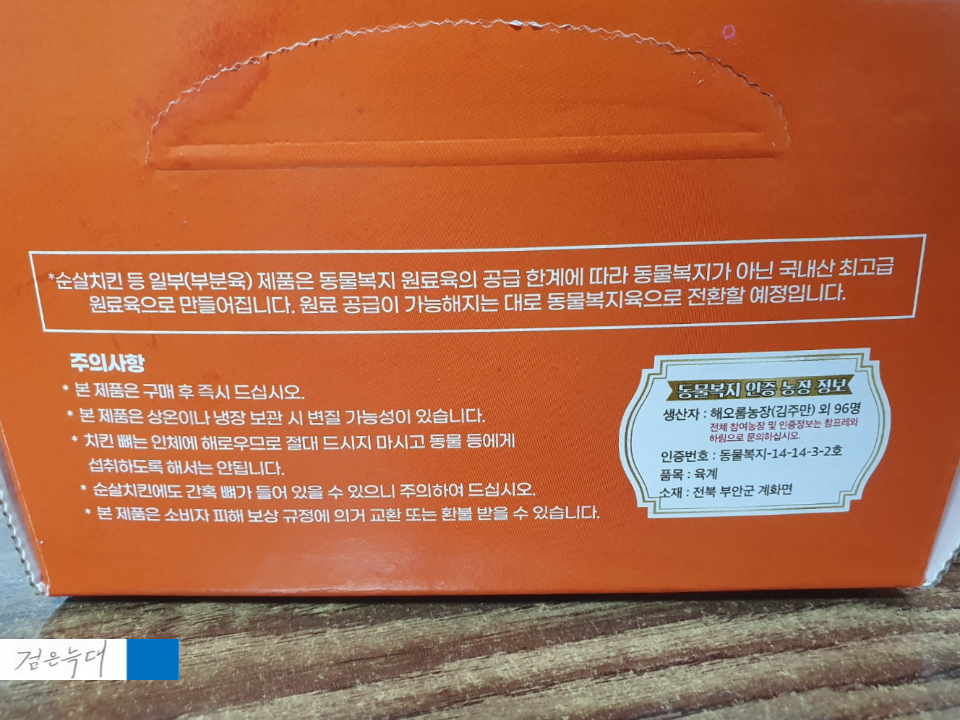 *순살치킨 등 일부(부분육) 제품은 동물복지 원료육의 공급 한계에 따라 동물복지가 아닌 국내산 최고급
원료육으로 만들어집니다. 원료 공급이 가능해지는 대로 동물복지육으로 전환할 예정입니다.
주의사항
* 본 제품은 구매 후 즉시 드십시오.
* 본 제품은 상온이나 냉장 보관 시 변질 가능성이 있습니다.
* 치킨 뼈는 인체에 해로우므로 절대 드시지 마시고 동물 등에게
섭취하도록 해서는 안됩니다.
* 순살치킨에도 간혹 뼈가 들어 있을 수 있으니 주의하여 드십시오.
* 본 제품은 소비자 피해 보상 규정에 의거 교환 또는 환불 받을 수 있습니다.
동물복지 인증 농장 정보
생산자 : 해오름농장(김주만) 외 96명
전체 참여농장 및 인증정보는 참프레와
하림으로 문의하십시오.
인증번호 : 동물복지-14-14-3-2호
품목 : 육계
소재 : 전북 부안군 계화면
검은늑대